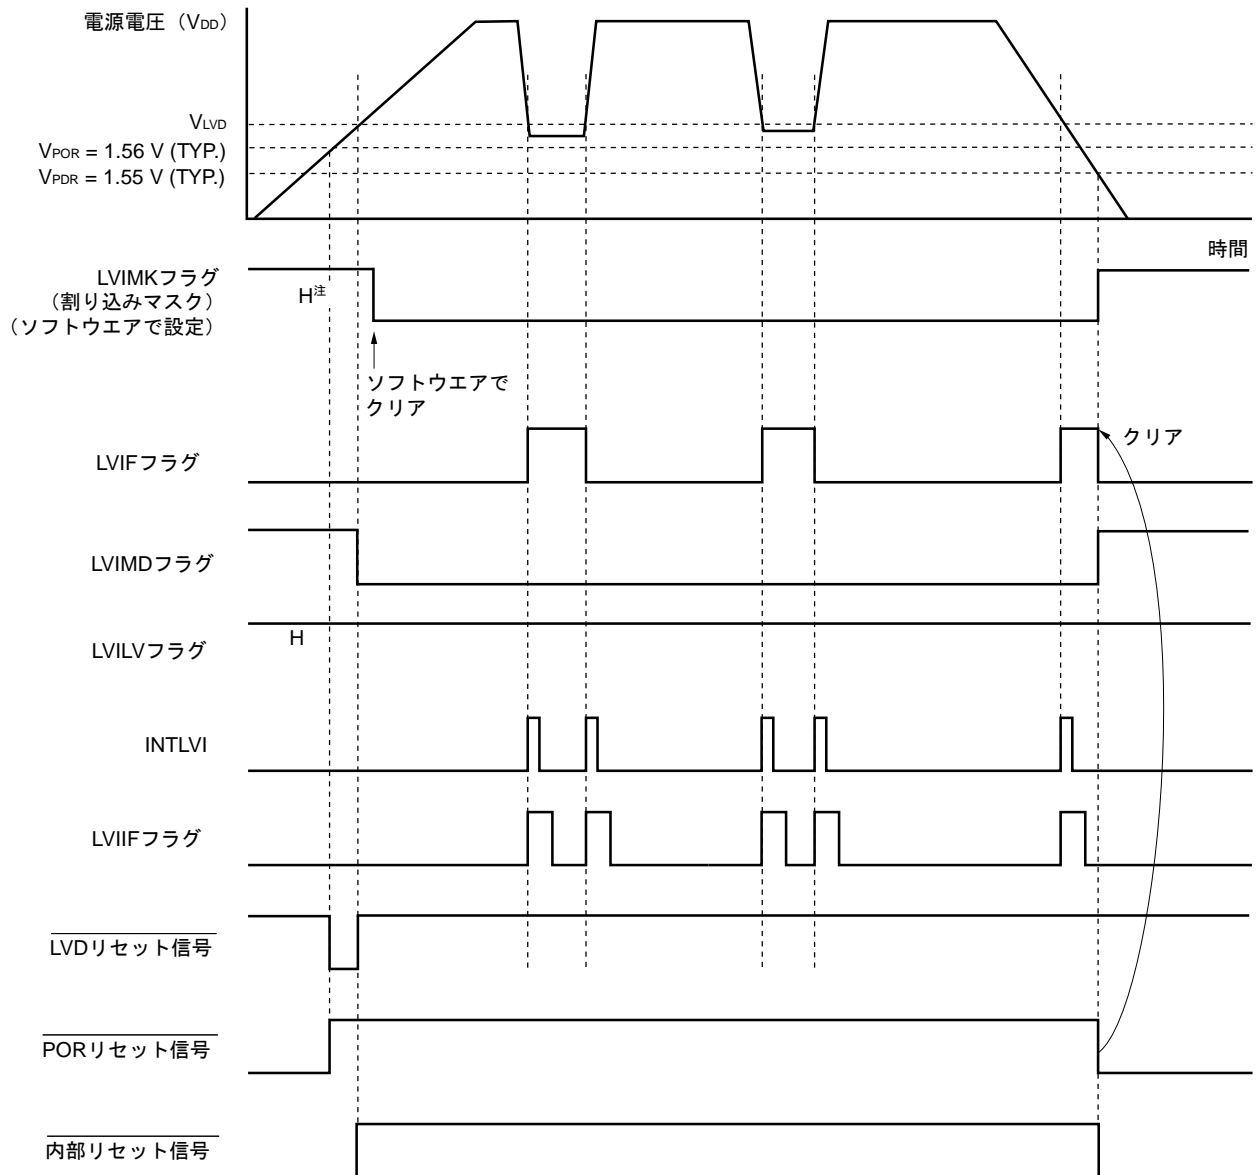 電源電圧（VDD）
VLVD
VPOR = 1.56 V (TYP.)
VPDR = 1.55 V (TYP.)
時間
LVIMKフラグ
（割り込みマスク）
（ソフトウエアで設定）
H注
ソフトウエアで
クリア
LVIFフラグ
クリア
LVIMDフラグ
H
LVILVフラグ
INTLVI
LVIIFフラグ
LVDリセット信号
PORリセット信号
内部リセット信号